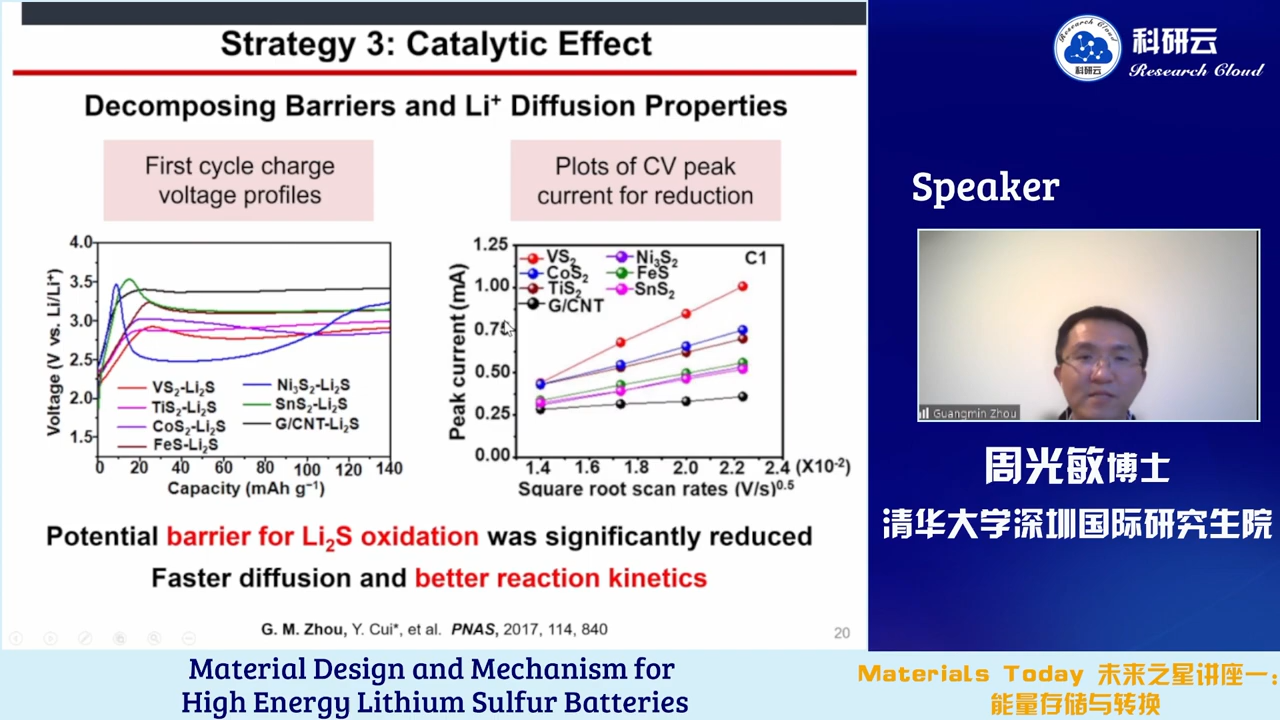 Strategy 3: Catalytic Effect
Decomposing Barriers and Li⁺ Diffusion Properties
First cycle charge
voltage profiles
4.0
3.5
3.0
2.5
2.0
1.5
Voltage (V vs. Li/Li⁺)
VS₂-Li₂S
TiS₂-Li₂S
CoS₂-Li₂S
FeS-Li₂S
Ni₃S₂-Li₂S
SnS₂-Li₂S
G/CNT-Li₂S
0 20 40 60 80 100 120 140
Capacity (mAh g⁻¹)
Plots of CV peak
current for reduction
1.25
1.00
0.75
0.50
0.25
0.00
Peak current (mA)
VS₂
CoS₂
TiS₂
G/CNT
Ni₃S₂
FeS
SnS₂
C1
1.4 1.6 1.8 2.0 2.2 2.4 (X10⁻²)
Square root scan rates (V/s)⁰·⁵
Potential barrier for Li₂S oxidation was significantly reduced
Faster diffusion and better reaction kinetics
G. M. Zhou, Y. Cui*, et al. PNAS, 2017, 114, 840
20
Research Cloud
科研云
科研云
Research Cloud
Speaker
Guangmin Zhou
周光敏博士
清华大学深圳国际研究生院
Material Design and Mechanism for
High Energy Lithium Sulfur Batteries
Materials Today 未来之星讲座一:
能量存储与转换